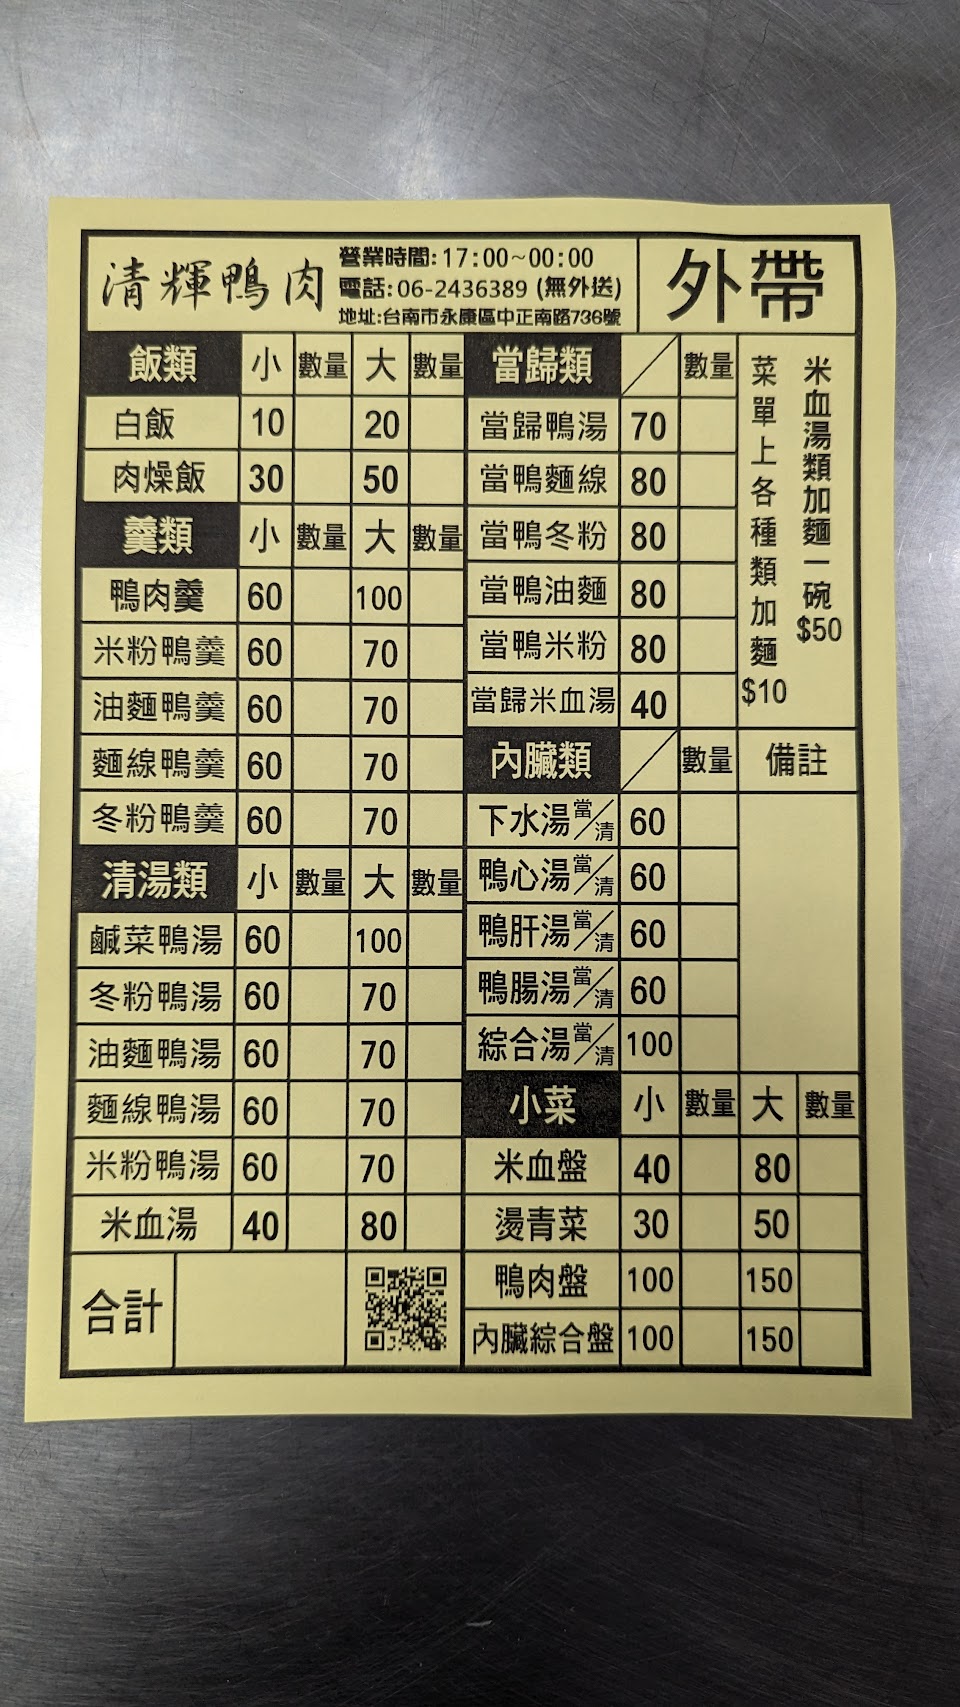 清輝鴨肉
營業時間:17:00~00:00
電話:06-2436389 (無外送)
地址:台南市永康區中正南路736號
外帶
飯類 小 數量 大 數量
白飯 10 20
肉燥飯 30 50
羹類 小 數量 大 數量
鴨肉羹 60 100
米粉鴨羹 60 70
油麵鴨羹 60 70
麵線鴨羹 60 70
冬粉鴨羹 60 70
清湯類 小 數量 大 數量
鹹菜鴨湯 60 100
冬粉鴨湯 60 70
油麵鴨湯 60 70
麵線鴨湯 60 70
米粉鴨湯 60 70
米血湯 40 80
合計
當歸類 / 數量
當歸鴨湯 70
當鴨麵線 80
當鴨冬粉 80
當鴨油麵 80
當鴨米粉 80
當歸米血湯 40
內臟類 / 數量
下水湯當/清 60
鴨心湯當/清 60
鴨肝湯當/清 60
鴨腸湯當/清 60
綜合湯當/清 100
米血湯類加麵一碗$50
菜單上各種類加麵$10
備註
小菜 小 數量 大 數量
米血盤 40 80
燙青菜 30 50
鴨肉盤 100 150
內臟綜合盤 100 150